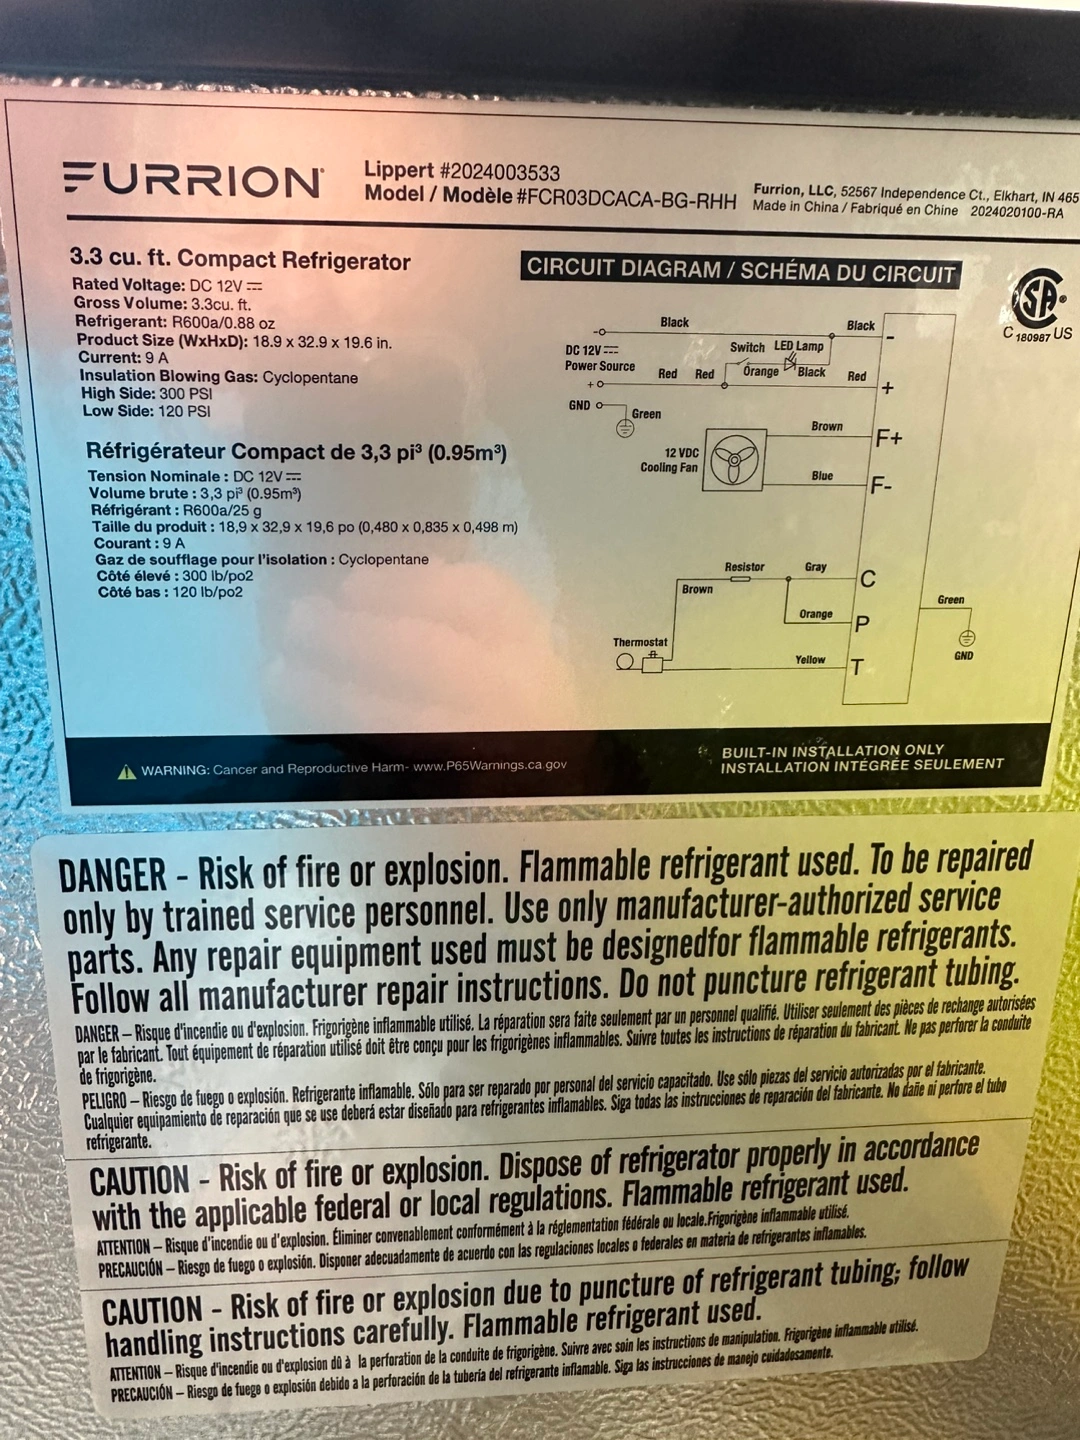 FURRION
Lippert #2024003533
Model / Modèle #FCR03DCACA-BG-RHH
Furrion, LLC, 52567 Independence Ct., Elkhart, IN 465
Made in China / Fabriqué en Chine 2024020100-RA
3.3 cu. ft. Compact Refrigerator
Rated Voltage: DC 12V
Gross Volume: 3.3cu. ft.
Refrigerant: R600a/0.88 oz
Product Size (WxHxD): 18.9 x 32.9 x 19.6 in.
Current: 9 A
Insulation Blowing Gas: Cyclopentane
High Side: 300 PSI
Low Side: 120 PSI
Réfrigérateur Compact de 3,3 pi³ (0.95m³)
Tension Nominale : DC 12V
Volume brute : 3,3 pi³ (0.95m³)
Réfrigérant : R600a/25 g
Taille du produit : 18,9 x 32,9 x 19,6 po (0,480 x 0,835 x 0,498 m)
Courant : 9 A
Gaz de soufflage pour l'isolation : Cyclopentane
Côté élevé : 300 lb/po2
Côté bas : 120 lb/po2
CIRCUIT DIAGRAM / SCHÉMA DU CIRCUIT
SA
C 180987 US
Black
Black
-
DC 12V
Power Source
Switch LED Lamp
Red Red Orange Black Red
+
+
GND
Green
Brown
F+
12 VDC
Cooling Fan
Blue
F-
Resistor
Gray
C
Brown
Orange
P
Thermostat
Yellow
T
Green
GND
WARNING: Cancer and Reproductive Harm- www.P65Warnings.ca.gov
BUILT-IN INSTALLATION ONLY
INSTALLATION INTÉGRÉE SEULEMENT
DANGER - Risk of fire or explosion. Flammable refrigerant used. To be repaired
only by trained service personnel. Use only manufacturer-authorized service
parts. Any repair equipment used must be designedfor flammable refrigerants.
Follow all manufacturer repair instructions. Do not puncture refrigerant tubing.
DANGER – Risque d'incendie ou d'explosion. Frigorigène inflammable utilisé. La réparation sera faite seulement par un personnel qualifié. Utiliser seulement des pièces de rechange autorisées
par le fabricant. Tout équipement de réparation utilisé doit être conçu pour les frigorigènes inflammables. Suivre toutes les instructions de réparation du fabricant. Ne pas perforer la conduite
de frigorigène.
PELIGRO – Riesgo de fuego o explosión. Refrigerante inflamable. Sólo para ser reparado por personal del servicio capacitado. Use sólo piezas del servicio autorizadas por el fabricante.
Cualquier equipamiento de reparación que se use deberá estar diseñado para refrigerantes inflamables. Siga todas las instrucciones de reparación del fabricante. No dañe ni perfore el tubo
refrigerante.
CAUTION - Risk of fire or explosion. Dispose of refrigerator properly in accordance
with the applicable federal or local regulations. Flammable refrigerant used.
ATTENTION – Risque d'incendie ou d'explosion. Éliminer convenablement conformément à la réglementation fédérale ou locale.Frigorigène inflammable utilisé.
PRECAUCIÓN – Riesgo de fuego o explosión. Disponer adecuadamente de acuerdo con las regulaciones locales o federales en materia de refrigerantes inflamables.
CAUTION - Risk of fire or explosion due to puncture of refrigerant tubing; follow
handling instructions carefully. Flammable refrigerant used.
ATTENTION – Risque d'incendie ou d'explosion dû à la perforation de la conduite de frigorigène. Suivre avec soin les instructions de manipulation. Frigorigène inflammable utilisé.
PRECAUCIÓN – Riesgo de fuego o explosión debido a la perforación de la tubería del refrigerante inflamable. Siga las instrucciones de manejo cuidadosamente.